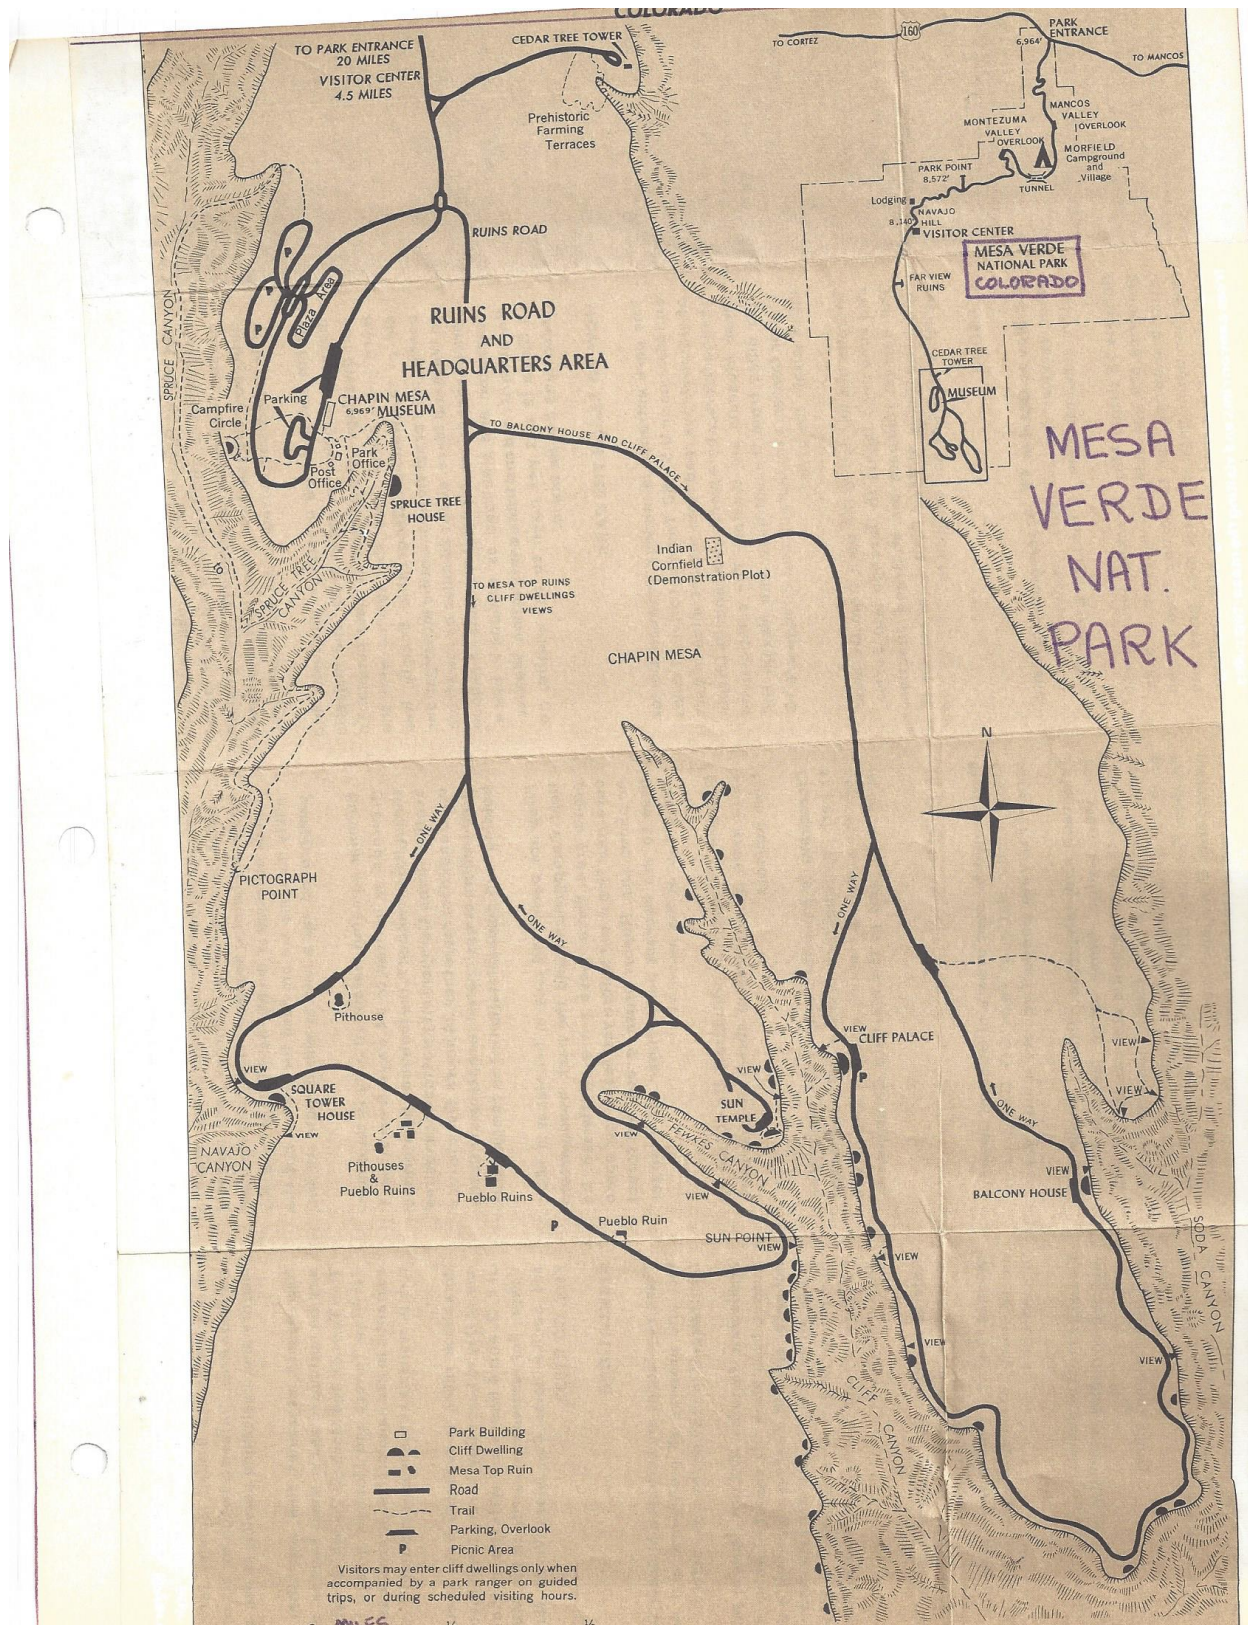 COLORADO
TO PARK ENTRANCE
20 MILES
VISITOR CENTER
4.5 MILES
CEDAR TREE TOWER
Prehistoric
Farming
Terraces
TO CORTEZ
160
PARK
ENTRANCE
6,964'
TO MANCOS
MANCOS
VALLEY
OVERLOOK
MONTEZUMA
VALLEY
OVERLOOK
MORFIELD
Campground
and
Village
PARK POINT
8,572'
TUNNEL
Lodging
NAVAJO
HILL
8,140'
VISITOR CENTER
MESA VERDE
NATIONAL PARK
COLORADO
FAR VIEW
RUINS
CEDAR TREE
TOWER
MUSEUM
MESA
VERDE
NAT.
PARK
RUINS ROAD
SPRUCE CANYON
P
P
P
Plaza Area
RUINS ROAD
AND
HEADQUARTERS AREA
Parking
CHAPIN MESA
6,969' MUSEUM
Campfire
Circle
Park
Office
Post
Office
SPRUCE TREE
HOUSE
SPRUCE TREE
CANYON
TO BALCONY HOUSE AND CLIFF PALACE
Indian
Cornfield
(Demonstration Plot)
TO MESA TOP RUINS
CLIFF DWELLINGS
VIEWS
CHAPIN MESA
N
ONE WAY
PICTOGRAPH
POINT
ONE WAY
ONE WAY
Pithouse
VIEW
CLIFF PALACE
P
VIEW
VIEW
VIEW
SQUARE
TOWER
HOUSE
VIEW
VIEW
SUN
TEMPLE
VIEW
FEWKES CANYON
ONE WAY
NAVAJO
CANYON
Pithouses
&
Pueblo Ruins
Pueblo Ruins
VIEW
VIEW
BALCONY HOUSE
P
Pueblo Ruin
SUN POINT
VIEW
VIEW
SODA CANYON
VIEW
VIEW
CLIFF CANYON
Park Building
Cliff Dwelling
Mesa Top Ruin
Road
Trail
Parking, Overlook
P Picnic Area
Visitors may enter cliff dwellings only when
accompanied by a park ranger on guided
trips, or during scheduled visiting hours.
MILES ½